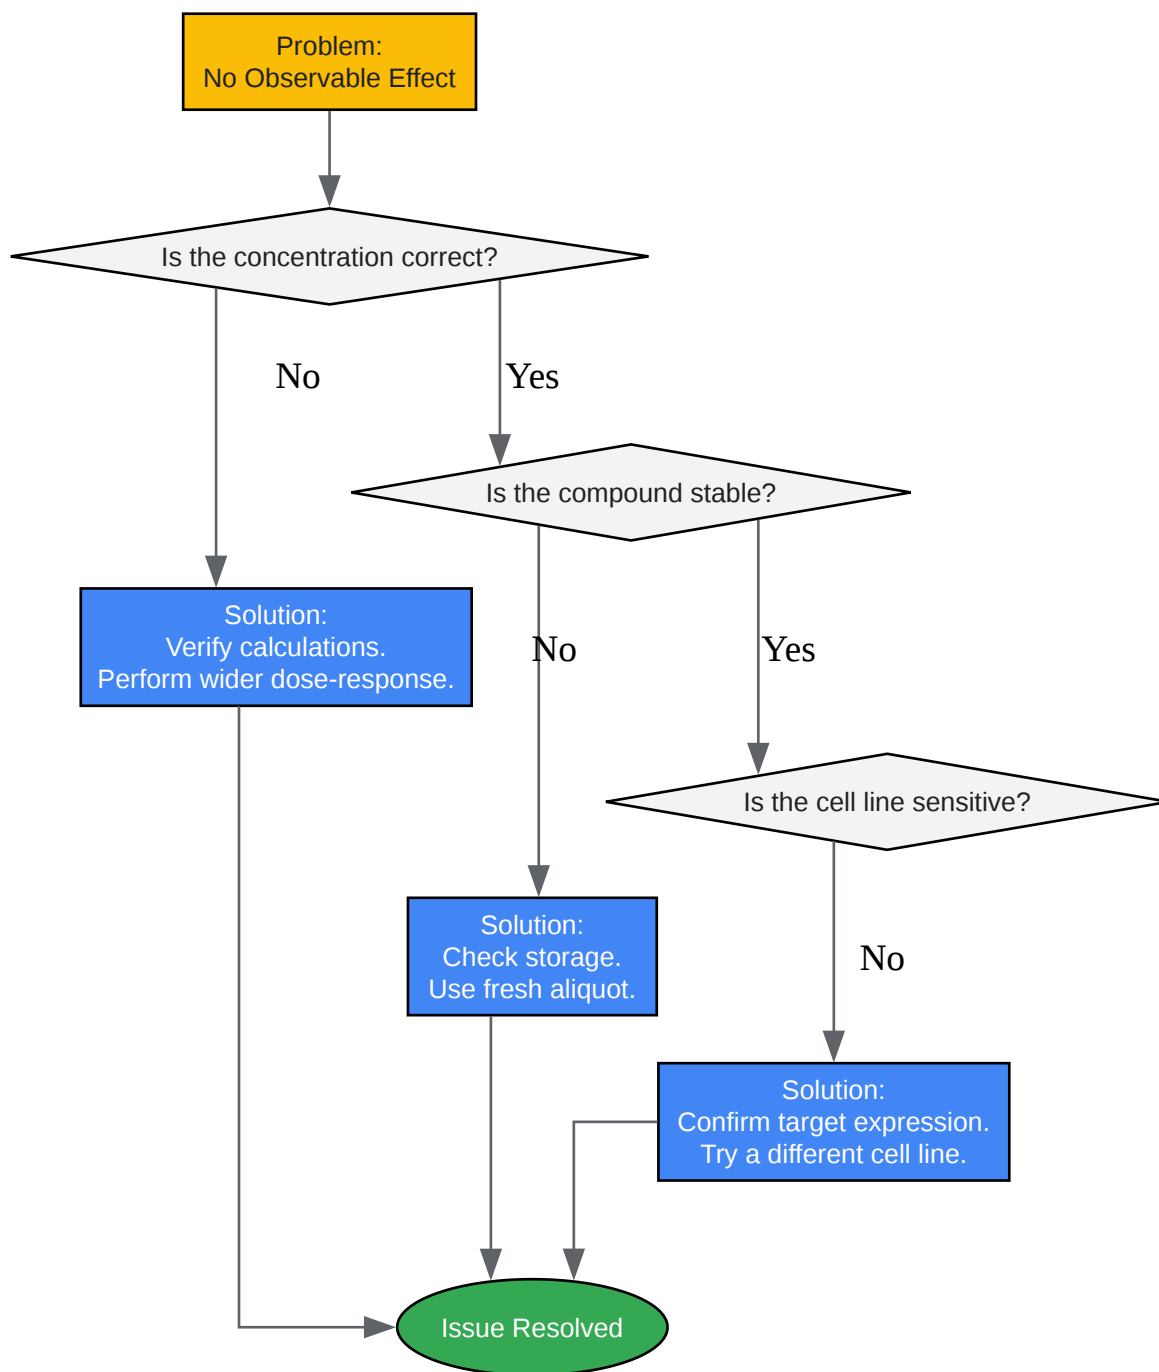 Problem:
No Observable Effect
Is the concentration correct?
No
Yes
Is the compound stable?
Solution:
Verify calculations.
Perform wider dose-response.
No
Yes
Is the cell line sensitive?
Solution:
Check storage.
Use fresh aliquot.
No
Solution:
Confirm target expression.
Try a different cell line.
Issue Resolved